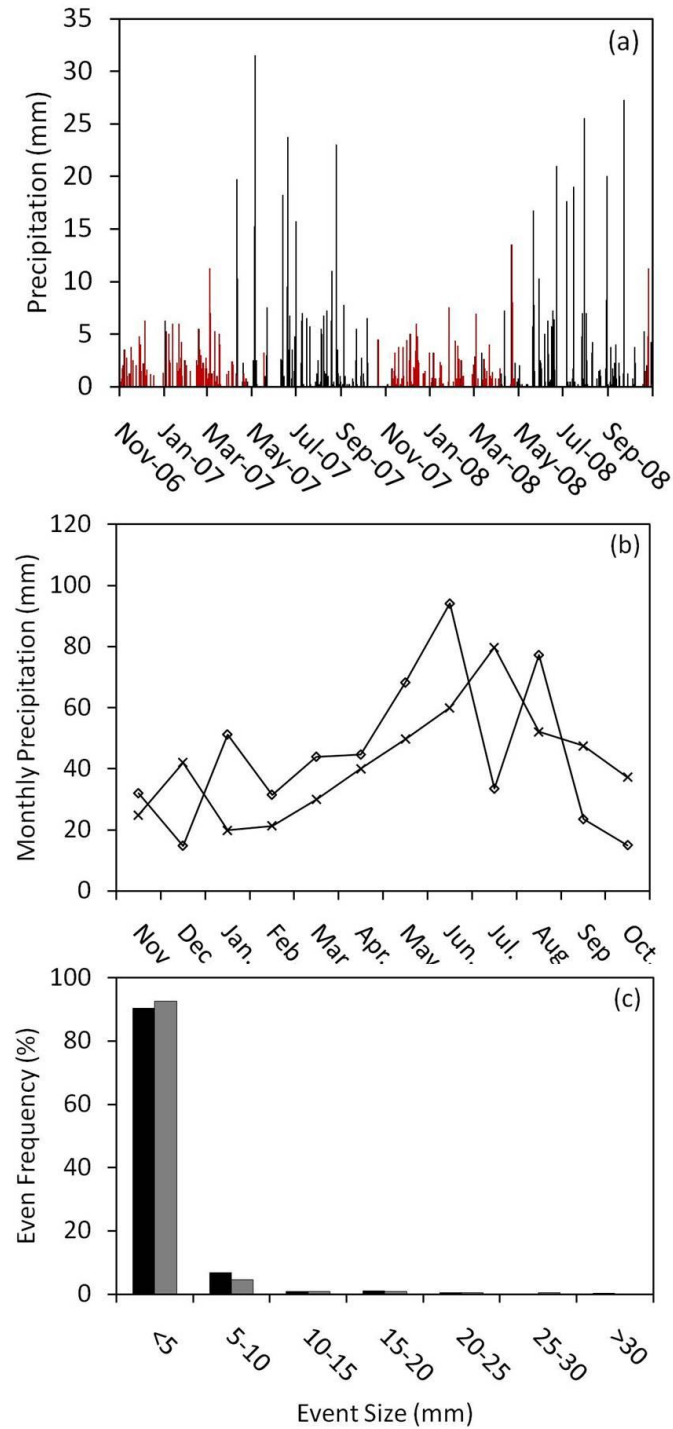 (a)
35
30
25
20
15
10
5
0
Precipitation (mm)
Nov-06
Jan-07
Mar-07
May-07
Jul-07
Sep-07
Nov-07
Jan-08
Mar-08
May-08
Jul-08
Sep-08
(b)
120
100
80
60
40
20
0
Monthly Precipitation (mm)
Nov
Dec
Jan.
Feb
Mar
Apr.
May
Jun.
Jul.
Aug
Sep
Oct.
(c)
100
80
60
40
20
0
Even Frequency (%)
<5
5-10
10-15
15-20
20-25
25-30
>30
Event Size (mm)